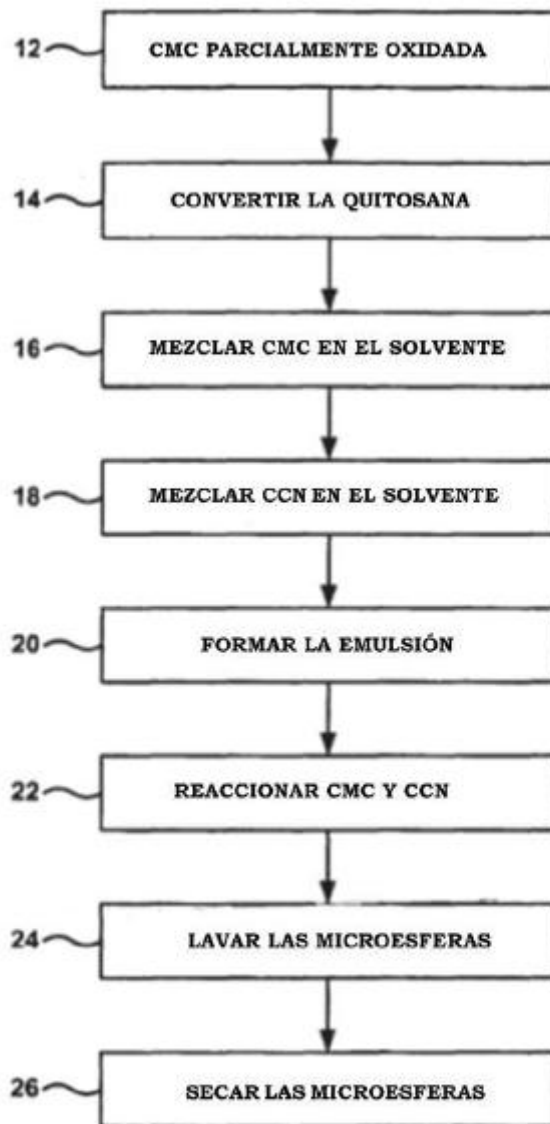 12 CMC PARCIALMENTE OXIDADA
14 CONVERTIR LA QUITOSANA
16 MEZCLAR CMC EN EL SOLVENTE
18 MEZCLAR CCN EN EL SOLVENTE
20 FORMAR LA EMULSIÓN
22 REACCIONAR CMC Y CCN
24 LAVAR LAS MICROESFERAS
26 SECAR LAS MICROESFERAS